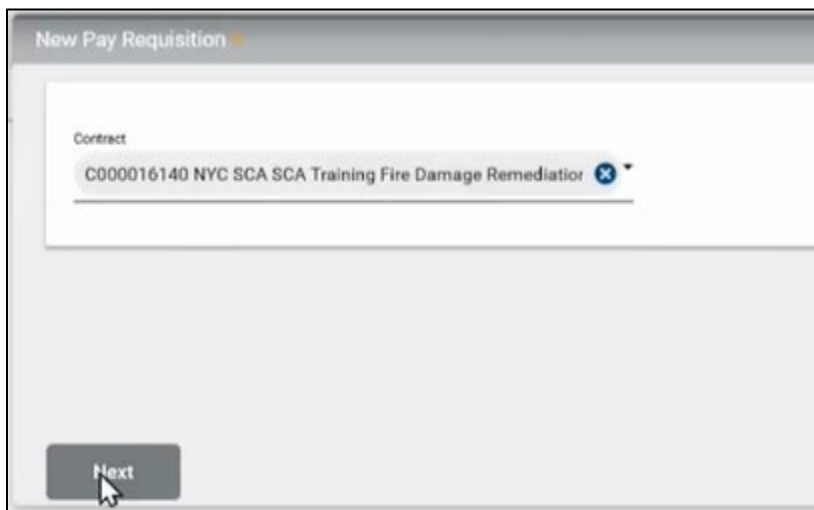 New Pay Requisition
Contract
C000016140 NYC SCA SCA Training Fire Damage Remediation
Next